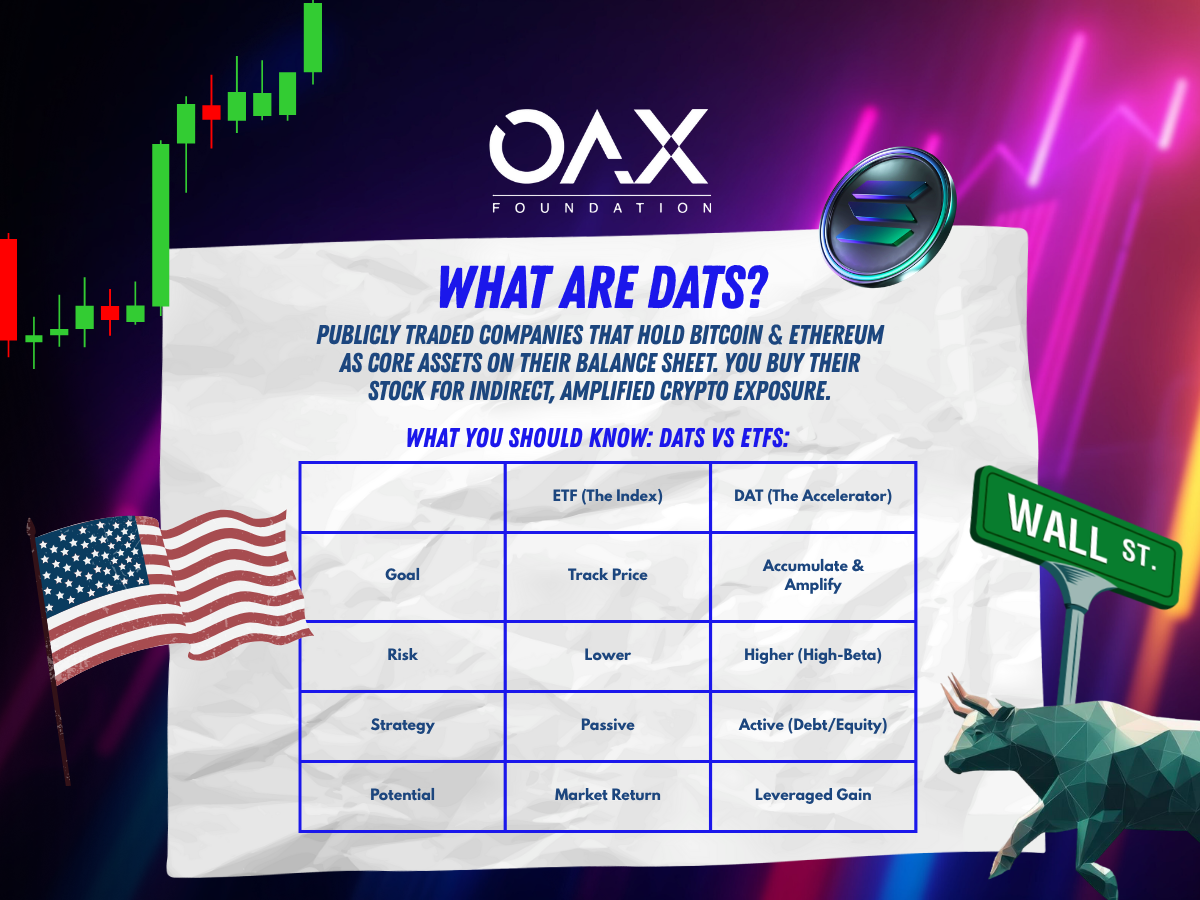 OAX
FOUNDATION
WHAT ARE DATS?
PUBLICLY TRADED COMPANIES THAT HOLD BITCOIN & ETHEREUM
AS CORE ASSETS ON THEIR BALANCE SHEET. YOU BUY THEIR
STOCK FOR INDIRECT, AMPLIFIED CRYPTO EXPOSURE.
WHAT YOU SHOULD KNOW: DATS VS ETFS:
ETF (The Index) DAT (The Accelerator)
Goal Track Price Accumulate &
Amplify
Risk Lower Higher (High-Beta)
Strategy Passive Active (Debt/Equity)
Potential Market Return Leveraged Gain
WALL ST.